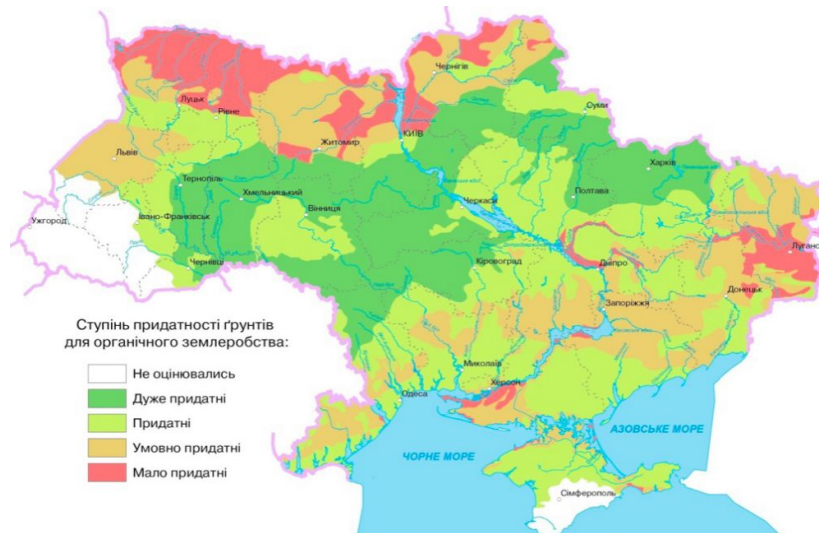 Чернігів
Луцьк
Рівне
Суми
КИЇВ
Житомир
Львів
Харків
Тернопіль
Хмельницький
Полтава
Черкаси
Вінниця
Ужгород
Івано-Франківськ
Луганськ
Кіровоград
Дніпро
Чернівці
Донецьк
Запоріжжя
Ступінь придатності ґрунтів
для органічного землеробства:
Не оцінювались
Дуже придатні
Придатні
Умовно придатні
Мало придатні
Миколаїв
Херсон
Одеса
АЗОВСЬКЕ МОРЕ
ЧОРНЕ МОРЕ
Сімферополь